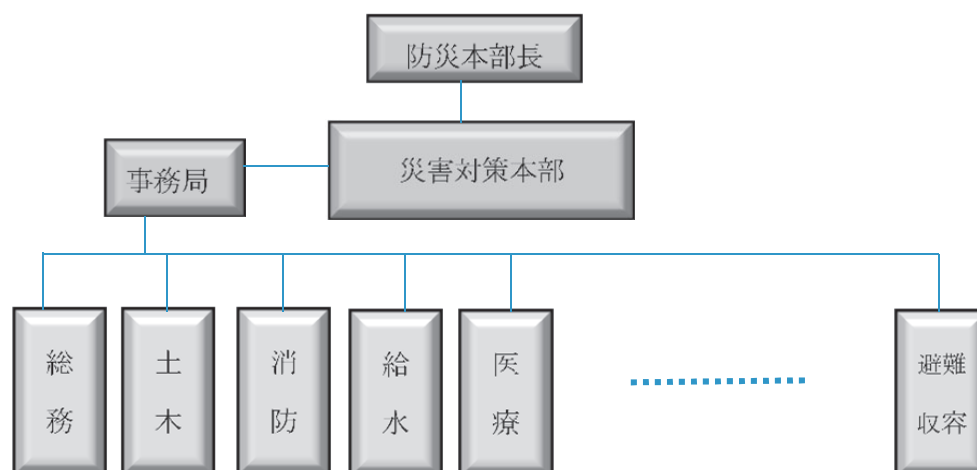 防災本部長
災害対策本部
事務局
総務
土木
消防
給水
医療
避難
収容